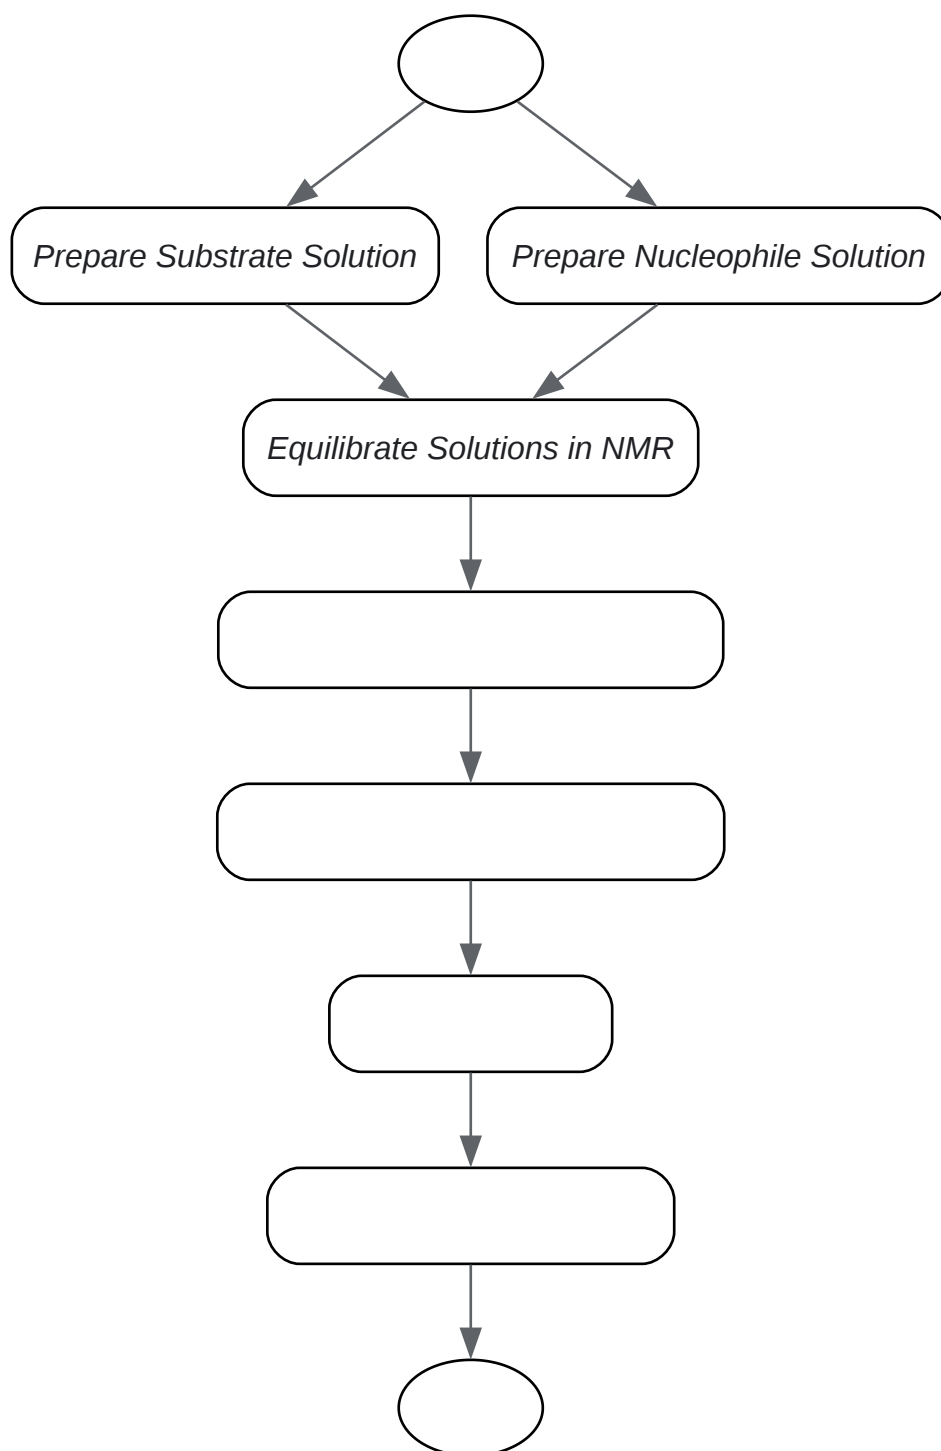 Prepare Substrate Solution
Prepare Nucleophile Solution
Equilibrate Solutions in NMR